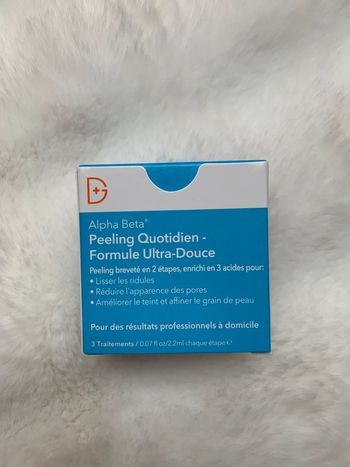 Alpha Beta®
Peeling Quotidien -
Formule Ultra-Douce
Peeling breveté en 2 étapes, enrichi en 3 acides pour:
• Lisser les ridules
• Réduire l'apparence des pores
• Améliorer le teint et affiner le grain de peau
Pour des résultats professionnels à domicile
3 Traitements / 0.07 fl oz/2.2ml chaque étape ℮